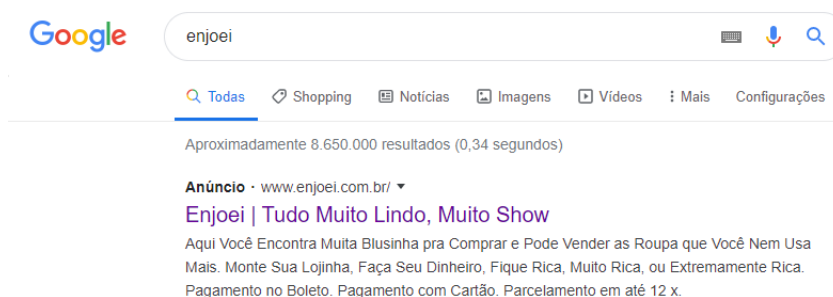 Google
enjoei
Todas Shopping Notícias Imagens Vídeos Mais Configurações
Aproximadamente 8.650.000 resultados (0,34 segundos)
Anúncio · www.enjoei.com.br/
Enjoei | Tudo Muito Lindo, Muito Show
Aqui Você Encontra Muita Blusinha pra Comprar e Pode Vender as Roupa que Você Nem Usa
Mais. Monte Sua Lojinha, Faça Seu Dinheiro, Fique Rica, Muito Rica, ou Extremamente Rica.
Pagamento no Boleto. Pagamento com Cartão. Parcelamento em até 12 x.